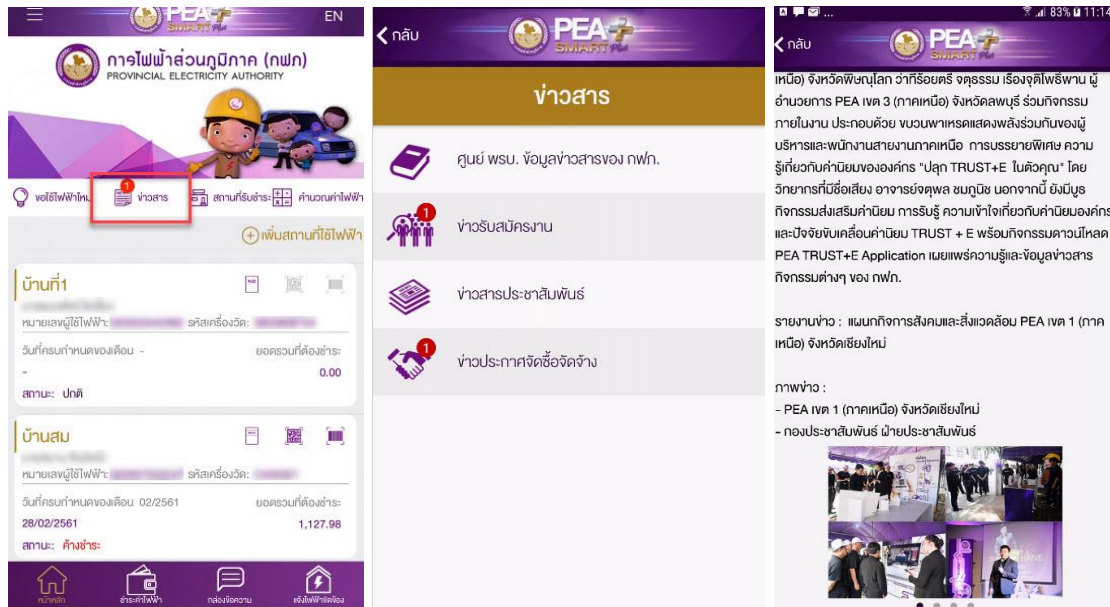 PEA
SMART Plus
EN
การไฟฟ้าส่วนภูมิภาค (กฟภ)
PROVINCIAL ELECTRICITY AUTHORITY
ขอใช้ไฟฟ้าใหม
1
ข่าวสาร
สถานที่รับชำระ
คำนวณค่าไฟฟ้า
เพิ่มสถานที่ใช้ไฟฟ้า
บ้านที่1
หมายเลขผู้ใช้ไฟฟ้า:
รหัสเครื่องวัด:
วันที่ครบกำหนดของเดือน -
ยอดรวมที่ต้องชำระ:
-
0.00
สถานะ: ปกติ
บ้านสม
หมายเลขผู้ใช้ไฟฟ้า:
รหัสเครื่องวัด:
วันที่ครบกำหนดของเดือน 02/2561
ยอดรวมที่ต้องชำระ:
28/02/2561
1,127.98
สถานะ: ค้างชำระ
หน้าหลัก
ชำระค่าไฟฟ้า
กล่องข้อความ
แจ้งไฟฟ้าขัดข้อง
กลับ
PEA
SMART Plus
ข่าวสาร
ศูนย์ พรบ. ข้อมูลข่าวสารของ กฟภ.
1
ข่าวรับสมัครงาน
ข่าวสารประชาสัมพันธ์
1
ข่าวประกาศจัดซื้อจัดจ้าง
... 83% 11:14
กลับ
PEA
SMART Plus
เหนือ) จังหวัดพิษณุโลก ว่าที่ร้อยตรี จตุธรรม เรืองจุติโพธิ์พาน ผู้
อำนวยการ PEA เขต 3 (ภาคเหนือ) จังหวัดลพบุรี ร่วมกิจกรรม
ภายในงาน ประกอบด้วย ขบวนพาเหรดแสดงพลังร่วมกันของผู้
บริหารและพนักงานสายงานภาคเหนือ การบรรยายพิเศษ ความ
รู้เกี่ยวกับค่านิยมขององค์กร "ปลุก TRUST+E ในตัวคุณ" โดย
วิทยากรที่มีชื่อเสียง อาจารย์จตุพล ชมภูนิช นอกจากนี้ ยังมีบูธ
กิจกรรมส่งเสริมค่านิยม การรับรู้ ความเข้าใจเกี่ยวกับค่านิยมองค์กร
และปัจจัยขับเคลื่อนค่านิยม TRUST + E พร้อมกิจกรรมดาวน์โหลด
PEA TRUST+E Application เผยแพร่ความรู้และข้อมูลข่าวสาร
กิจกรรมต่างๆ ของ กฟภ.
รายงานข่าว : แผนกกิจการสังคมและสิ่งแวดล้อม PEA เขต 1 (ภาค
เหนือ) จังหวัดเชียงใหม่
ภาพข่าว :
- PEA เขต 1 (ภาคเหนือ) จังหวัดเชียงใหม่
- กองประชาสัมพันธ์ ฝ่ายประชาสัมพันธ์